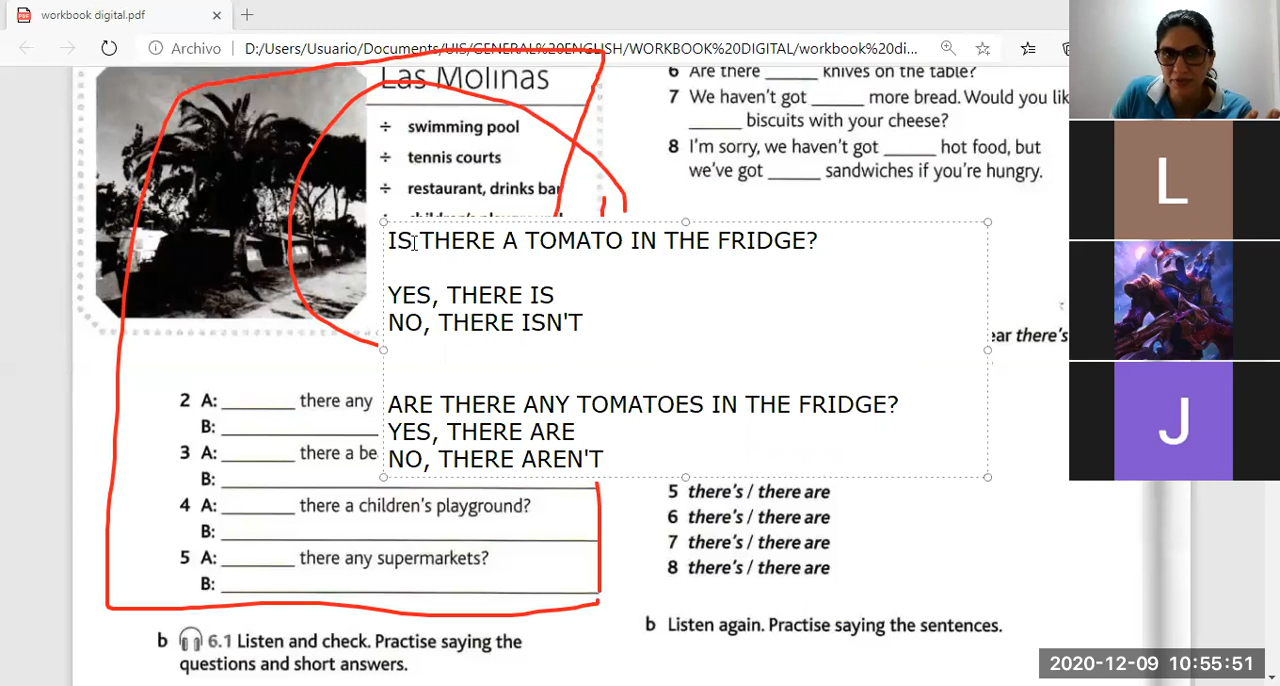 workbook digital.pdf
Archivo | D:/Users/Usuario/Documents/UIS/GENERAL%20ENGLISH/WORKBOOK%20DIGITAL/workbook%20di...
Las Molinas
÷ swimming pool
÷ tennis courts
÷ restaurant, drinks bar
÷ children's playground
2 A: ________ there any
B: ________
3 A: ________ there a be
B: ________
4 A: ________ there a children's playground?
B: ________
5 A: ________ there any supermarkets?
B: ________
b 6.1 Listen and check. Practise saying the
questions and short answers.
IS THERE A TOMATO IN THE FRIDGE?
YES, THERE IS
NO, THERE ISN'T
ARE THERE ANY TOMATOES IN THE FRIDGE?
YES, THERE ARE
NO, THERE AREN'T
6 Are there ______ knives on the table?
7 We haven't got ______ more bread. Would you lik
______ biscuits with your cheese?
8 I'm sorry, we haven't got ______ hot food, but
we've got ______ sandwiches if you're hungry.
ear there's
5 there's / there are
6 there's / there are
7 there's / there are
8 there's / there are
b Listen again. Practise saying the sentences.
L
J
2020-12-09 10:55:51